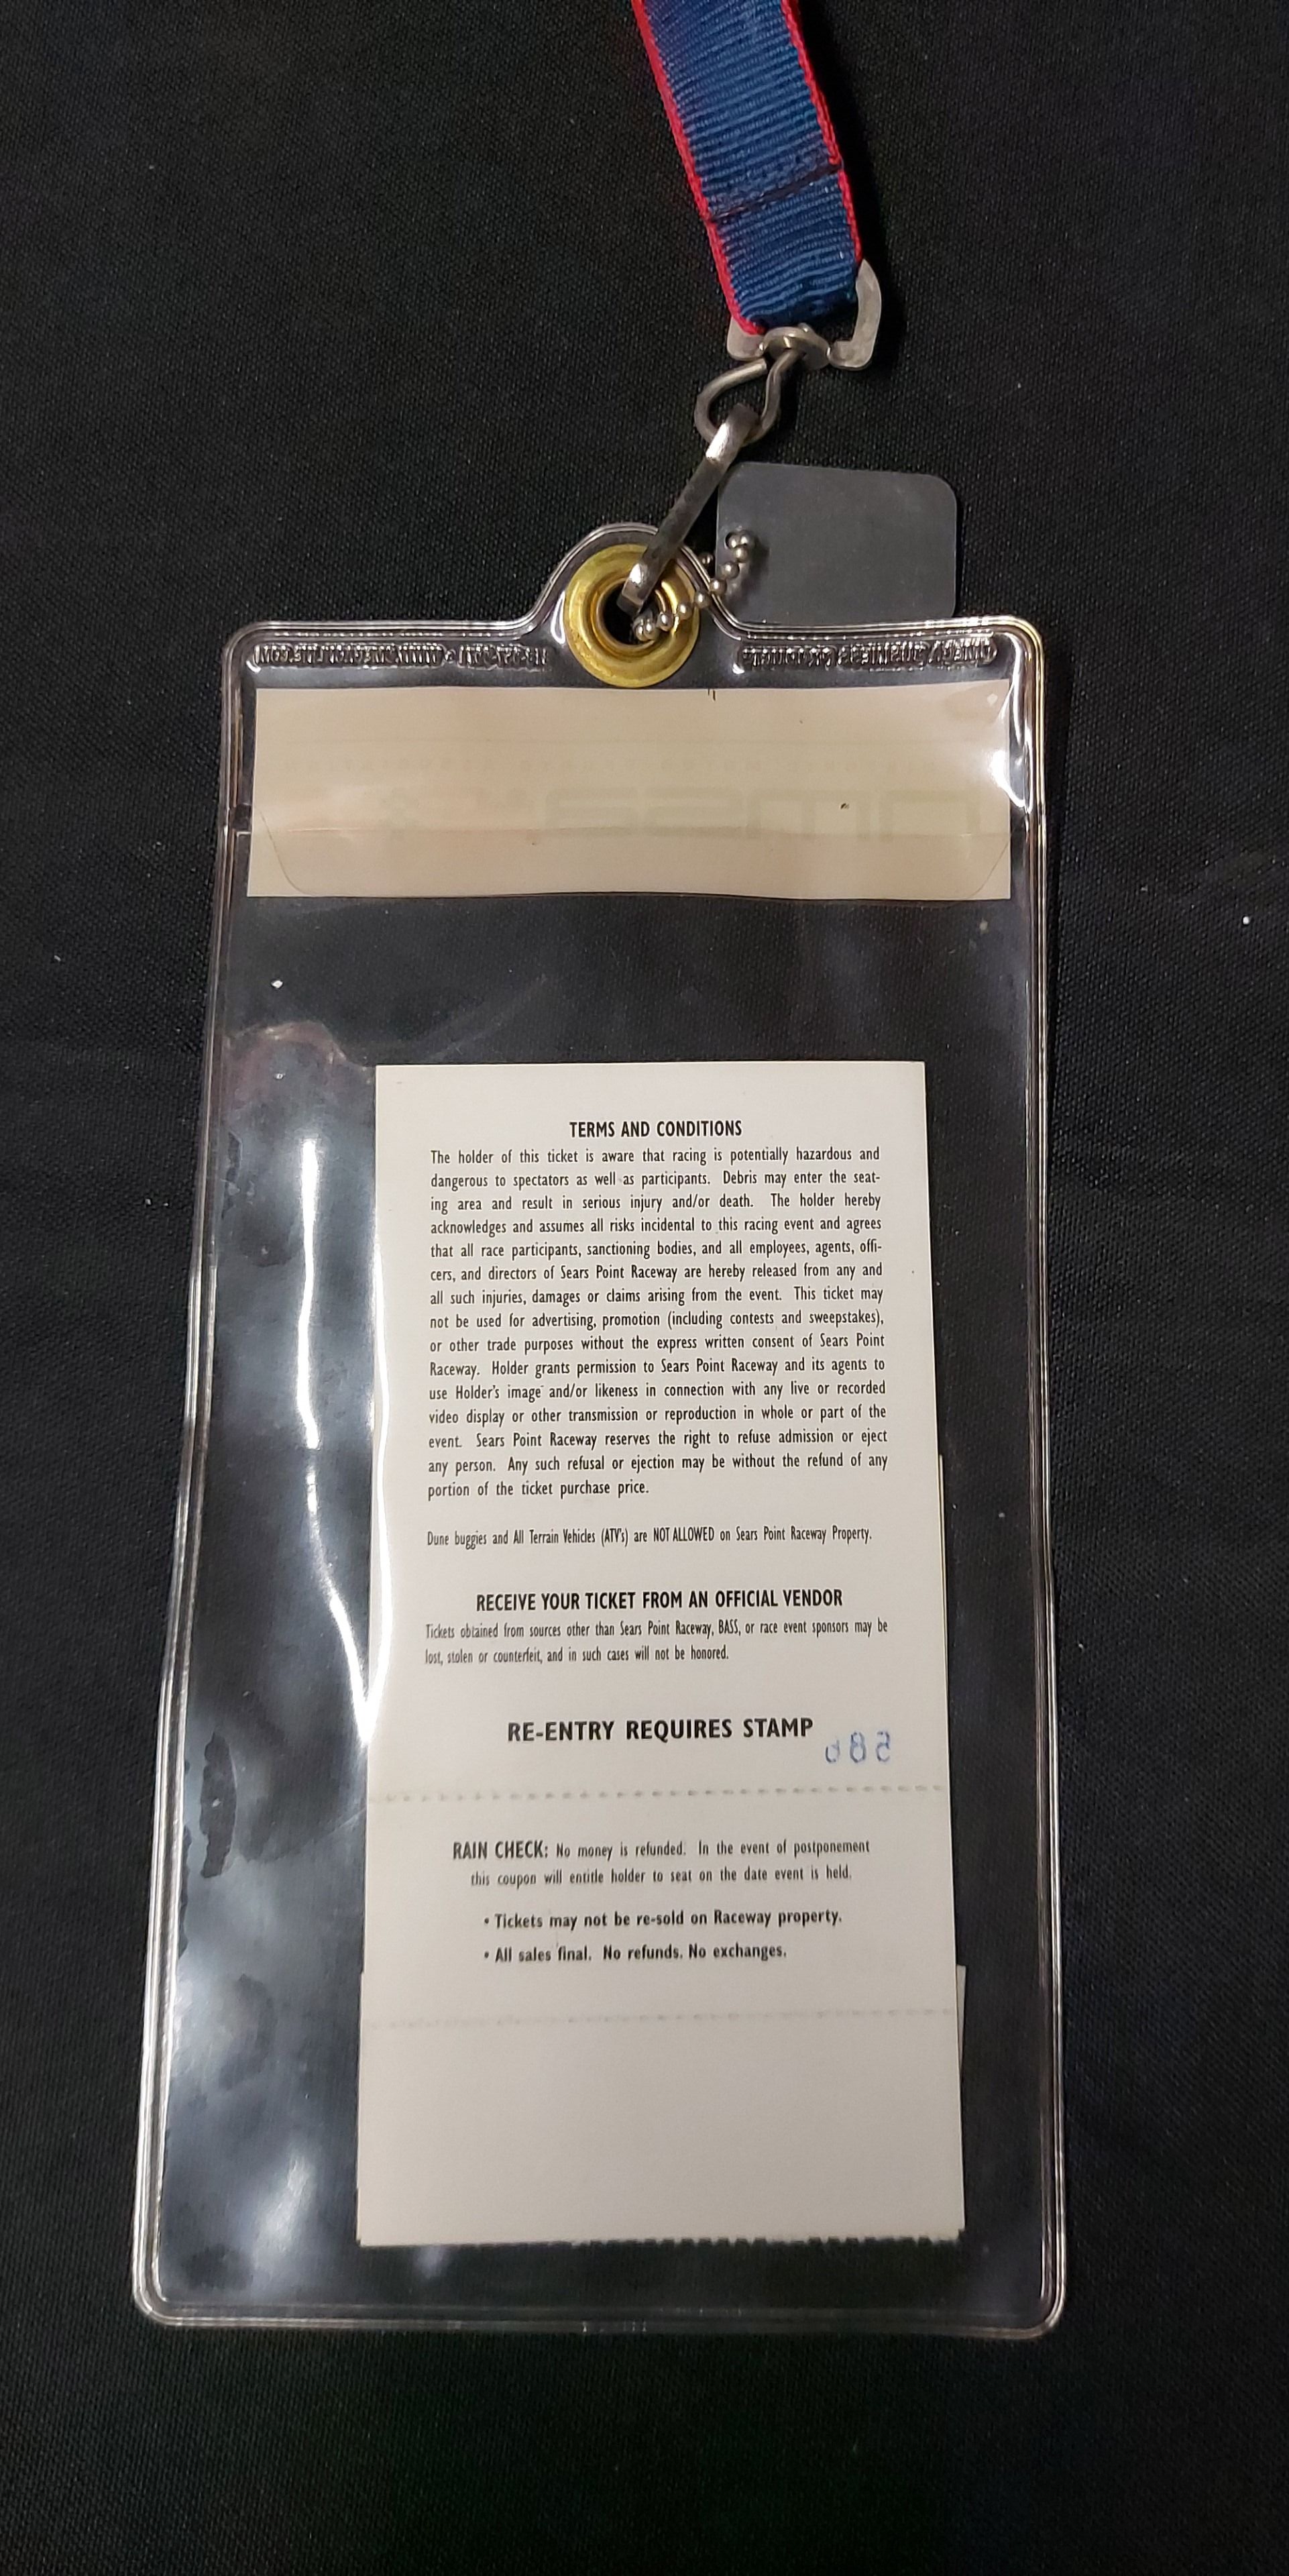 TERMS AND CONDITIONS
The holder of this ticket is aware that racing is potentially hazardous and
dangerous to spectators as well as participants. Debris may enter the seat-
ing area and result in serious injury and/or death. The holder hereby
acknowledges and assumes all risks incidental to this racing event and agrees
that all race participants, sanctioning bodies, and all employees, agents, offi-
cers, and directors of Sears Point Raceway are hereby released from any and
all such injuries, damages or claims arising from the event. This ticket may
not be used for advertising, promotion (including contests and sweepstakes),
or other trade purposes without the express written consent of Sears Point
Raceway. Holder grants permission to Sears Point Raceway and its agents to
use Holder's image and/or likeness in connection with any live or recorded
video display or other transmission or reproduction in whole or part of the
event. Sears Point Raceway reserves the right to refuse admission or eject
any person. Any such refusal or ejection may be without the refund of any
portion of the ticket purchase price.
Dune buggies and All Terrain Vehicles (ATV's) are NOT ALLOWED on Sears Point Raceway Property.
RECEIVE YOUR TICKET FROM AN OFFICIAL VENDOR
Tickets obtained from sources other than Sears Point Raceway, BASS, or race event sponsors may be
lost, stolen or counterfeit, and in such cases will not be honored.
RE-ENTRY REQUIRES STAMP
RAIN CHECK: No money is refunded. In the event of postponement
this coupon will entitle holder to seat on the date event is held.
• Tickets may not be re-sold on Raceway property.
• All sales final. No refunds. No exchanges.